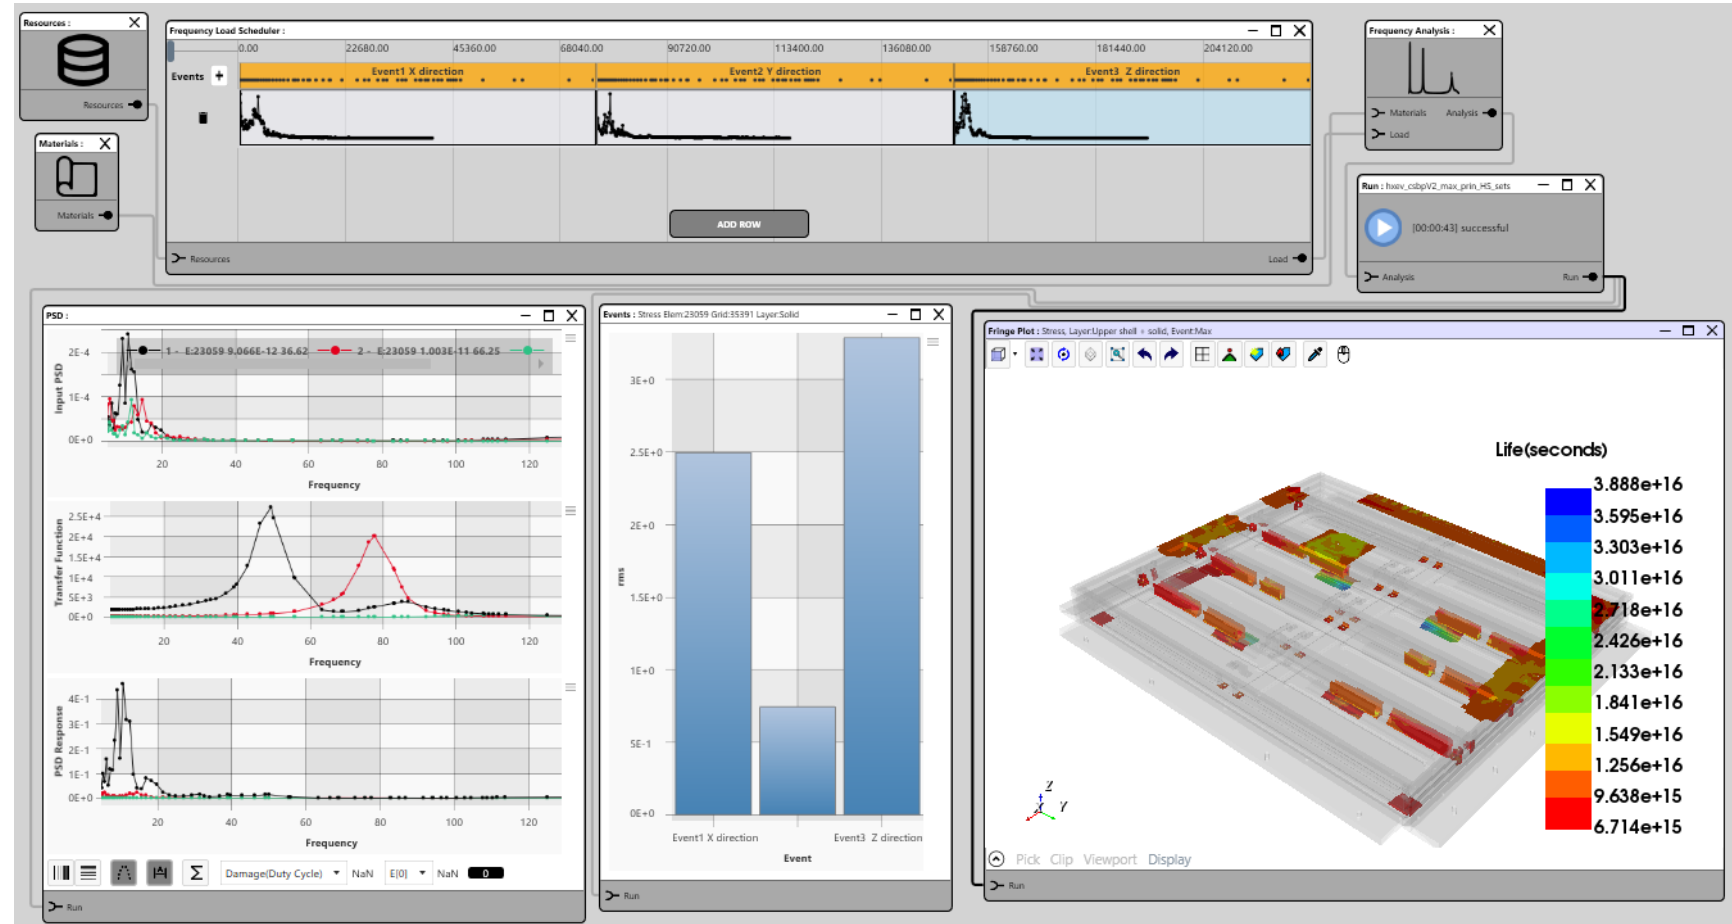 Resources :
Resources
Materials :
Materials
Frequency Load Scheduler :
0.00 22680.00 45360.00 68040.00 90720.00 113400.00 136080.00 158760.00 181440.00 204120.00
Events +
Event1 X direction Event2 Y direction Event3 Z direction
ADD ROW
Resources Load
Frequency Analysis :
Materials Analysis
Load
Run : hxev_csbpV2_max_prin_HS_sets
[00:00:43] successful
Analysis Run
PSD :
1 - E:23059 9.066E-12 36.62 2 - E:23059 1.003E-11 66.25
Input PSD
2E-4
1E-4
0E+0
20 40 60 80 100 120
Frequency
Transfer Function
2.5E+4
2E+4
1.5E+4
1E+4
5E+3
0E+0
20 40 60 80 100 120
Frequency
PSD Response
4E-1
3E-1
2E-1
1E-1
0E+0
20 40 60 80 100 120
Frequency
Damage(Duty Cycle) NaN E[0] NaN 0
Run
Events : Stress Elem:23059 Grid:35391 Layer:Solid
rms
3E+0
2.5E+0
2E+0
1.5E+0
1E+0
5E-1
0E+0
Event1 X direction Event3 Z direction
Event
Run
Fringe Plot : Stress, Layer:Upper shell + solid, Event:Max
Life(seconds)
3.888e+16
3.595e+16
3.303e+16
3.011e+16
2.718e+16
2.426e+16
2.133e+16
1.841e+16
1.549e+16
1.256e+16
9.638e+15
6.714e+15
Z
X Y
Pick Clip Viewport Display
Run